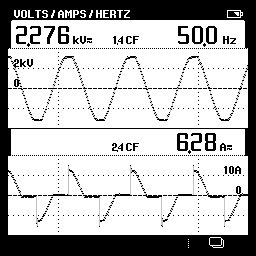 VOLTS/AMPS/HERTZ
2,276 kV≂ 1,4 CF 50,0 Hz
2kV
0
2,4 CF 6,28 A≂
10A
0